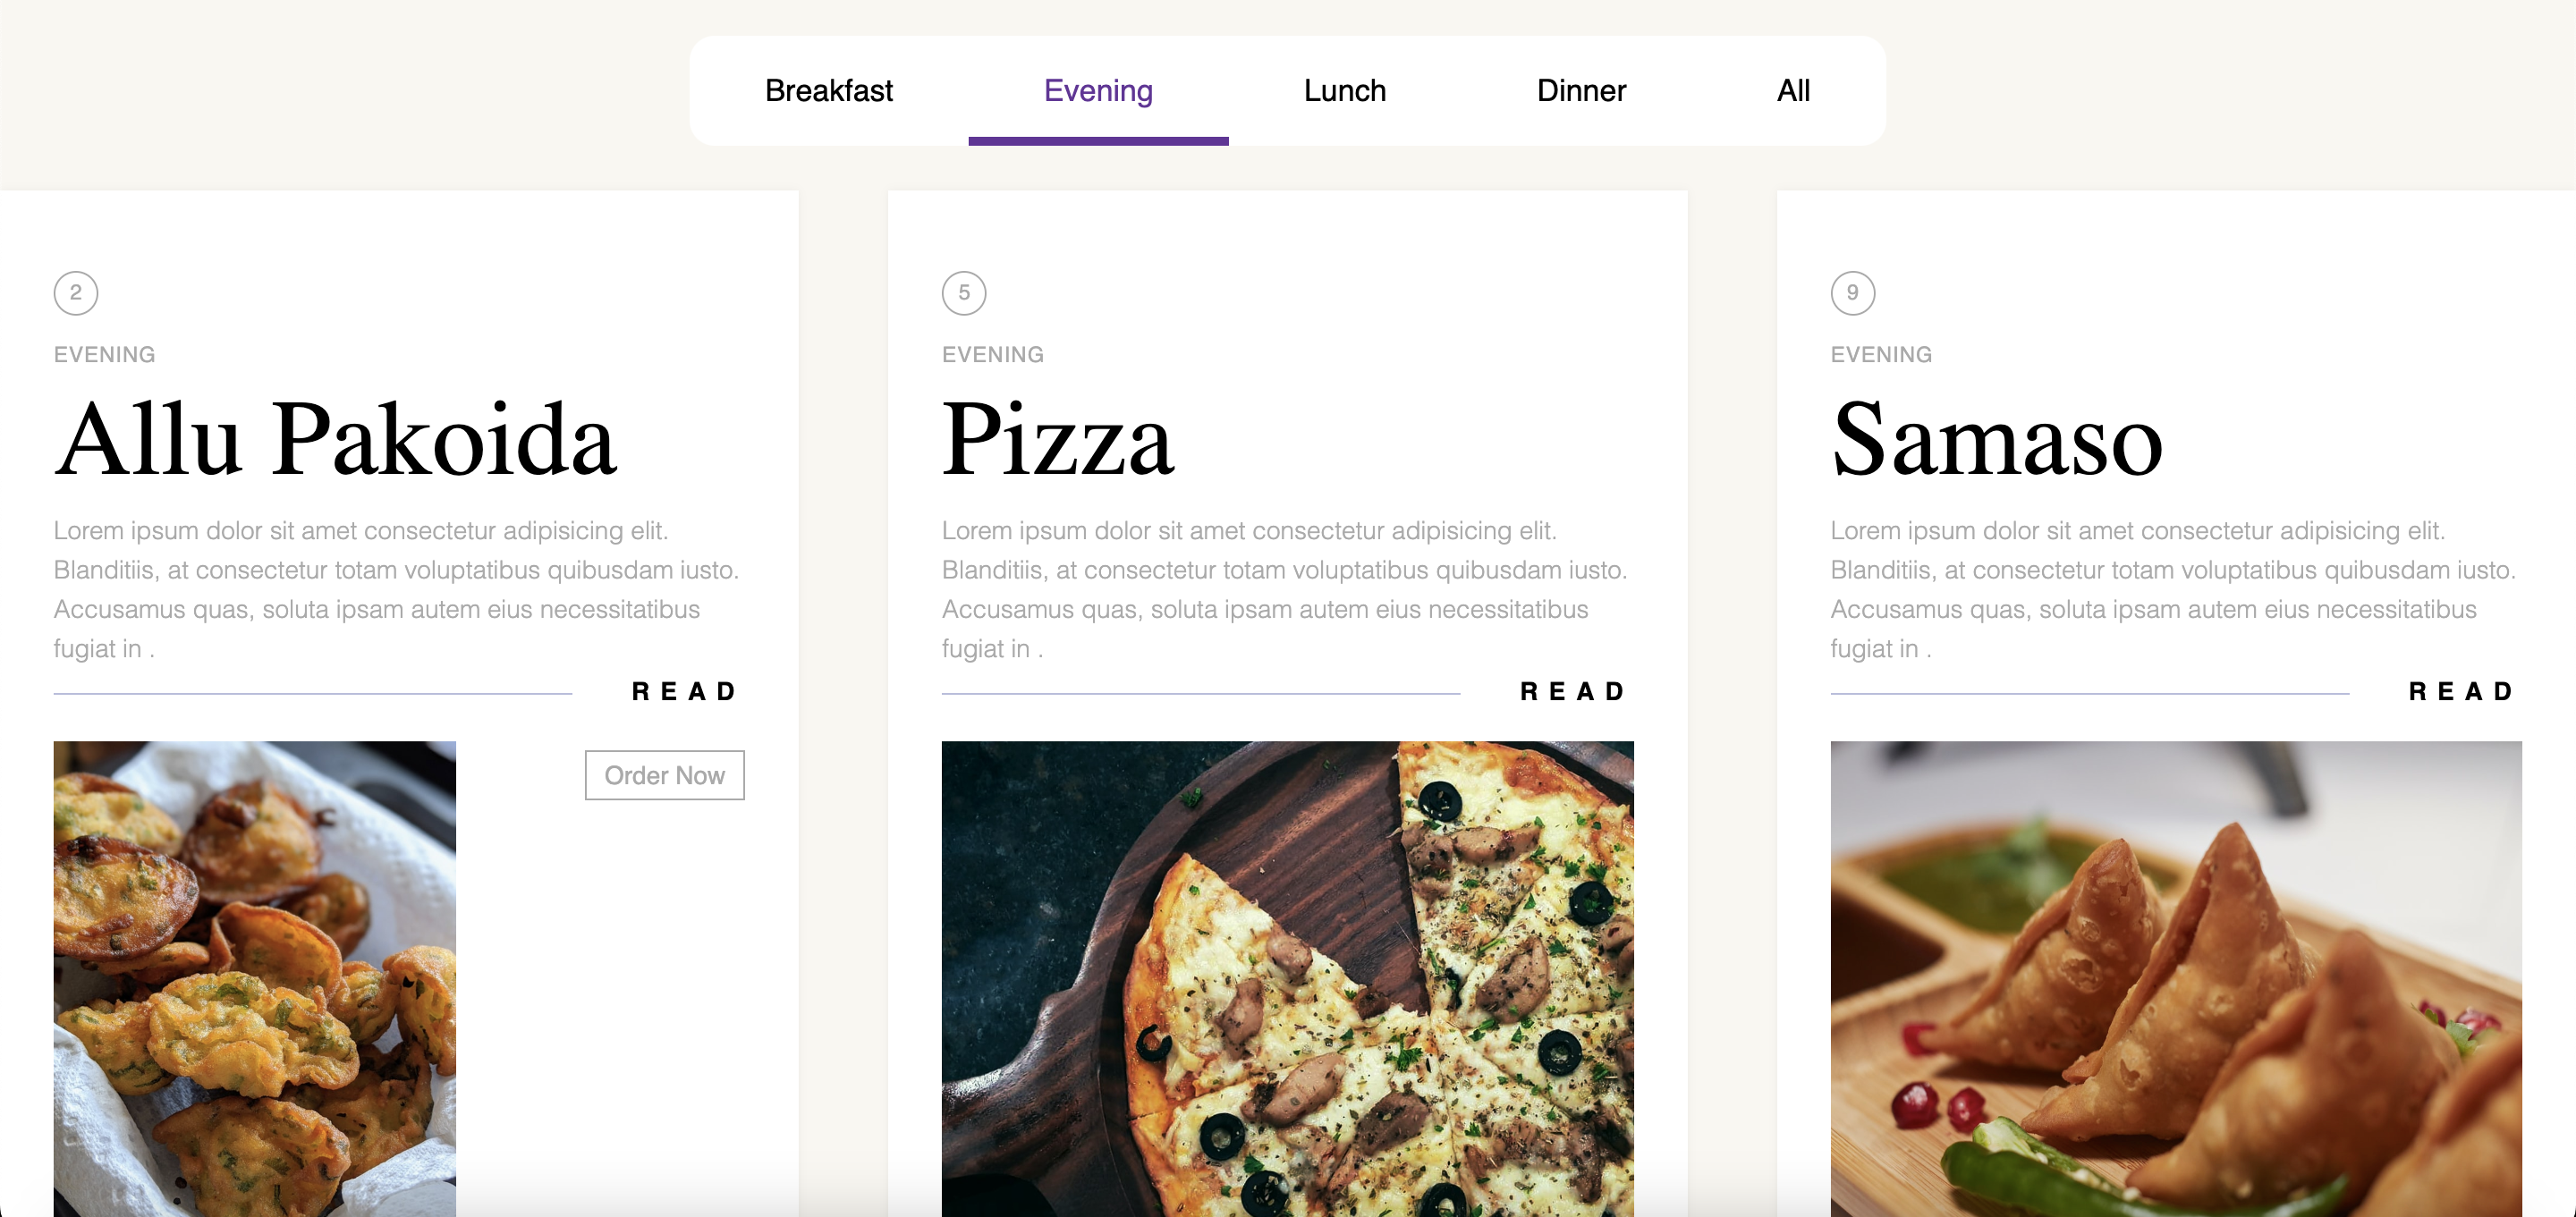 Breakfast Evening Lunch Dinner All
2
EVENING
Allu Pakoida
Lorem ipsum dolor sit amet consectetur adipisicing elit.
Blanditiis, at consectetur totam voluptatibus quibusdam iusto.
Accusamus quas, soluta ipsam autem eius necessitatibus
fugiat in .
READ
Order Now
5
EVENING
Pizza
Lorem ipsum dolor sit amet consectetur adipisicing elit.
Blanditiis, at consectetur totam voluptatibus quibusdam iusto.
Accusamus quas, soluta ipsam autem eius necessitatibus
fugiat in .
READ
9
EVENING
Samaso
Lorem ipsum dolor sit amet consectetur adipisicing elit.
Blanditiis, at consectetur totam voluptatibus quibusdam iusto.
Accusamus quas, soluta ipsam autem eius necessitatibus
fugiat in .
READ